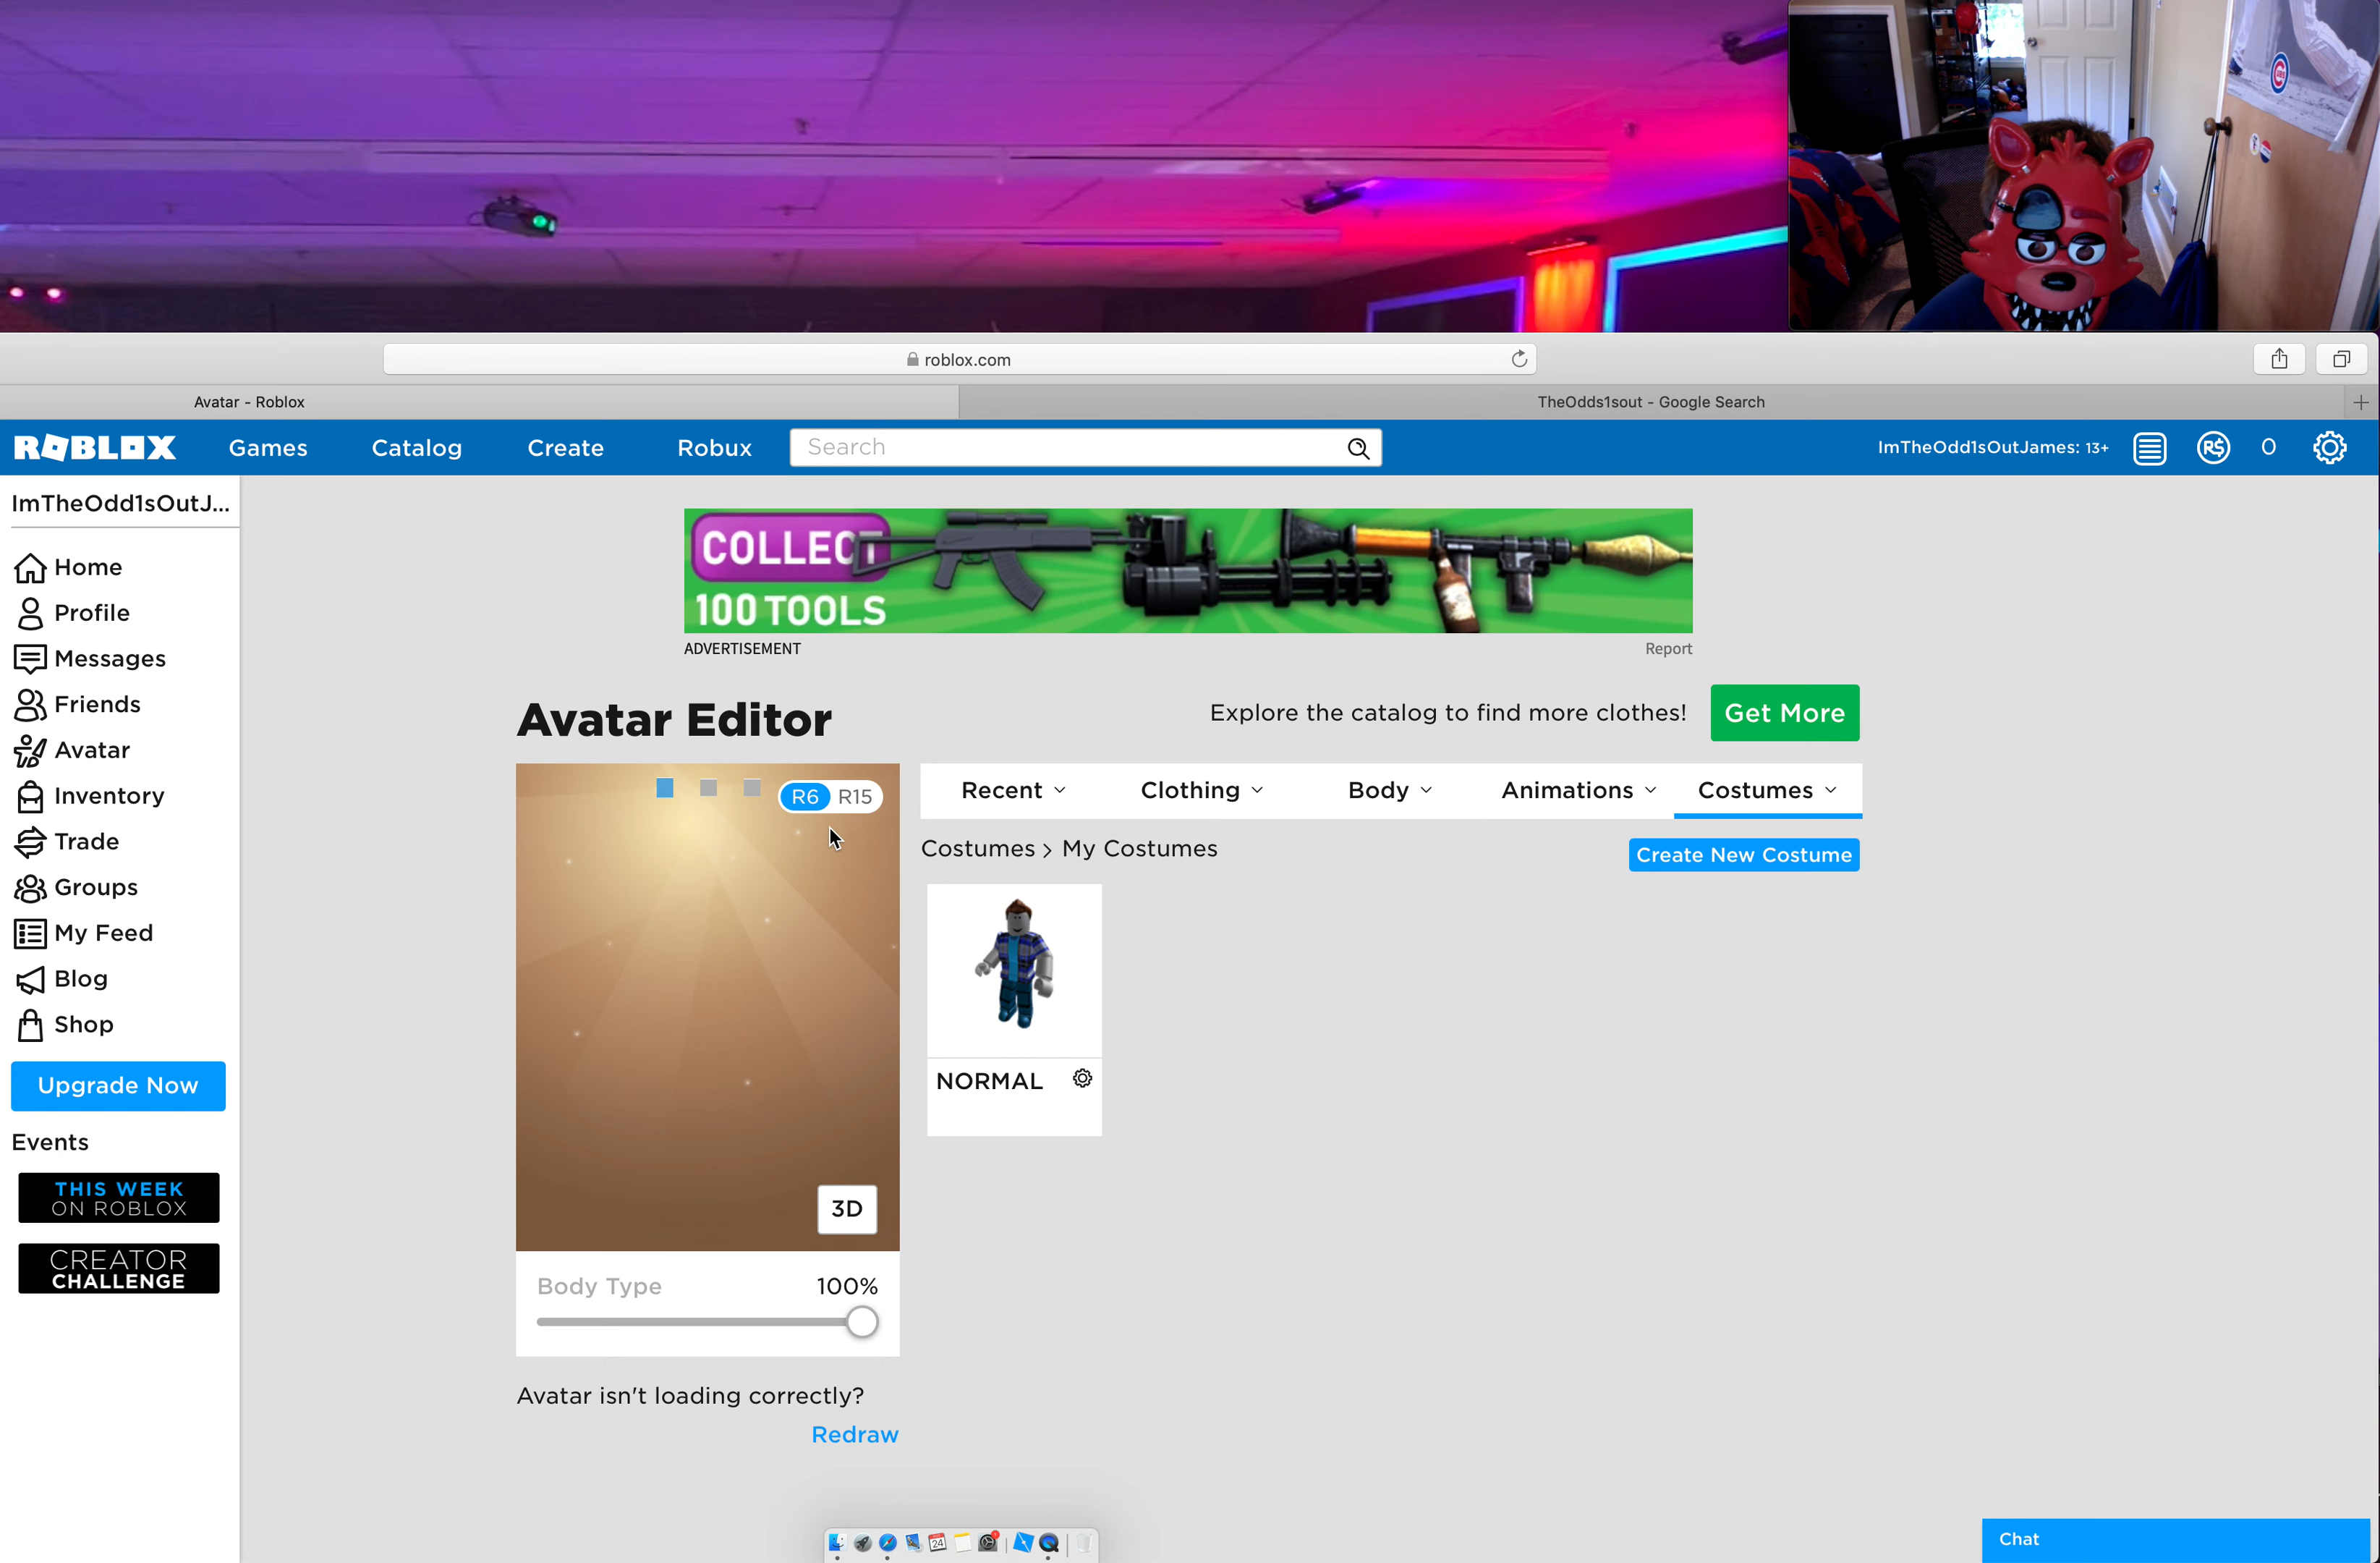 roblox.com
Avatar - Roblox
TheOdds1sout - Google Search
ROBLOX
Games
Catalog
Create
Robux
Search
ImTheOdd1sOutJames: 13+
R$
0
ImTheOdd1sOutJ...
Home
Profile
Messages
Friends
Avatar
Inventory
Trade
Groups
My Feed
Blog
Shop
Upgrade Now
Events
THIS WEEK
ON ROBLOX
CREATOR
CHALLENGE
COLLECT
100 TOOLS
ADVERTISEMENT
Report
Avatar Editor
Explore the catalog to find more clothes!
Get More
R6
R15
3D
Body Type
100%
Avatar isn't loading correctly?
Redraw
Recent
Clothing
Body
Animations
Costumes
Costumes > My Costumes
Create New Costume
NORMAL
24
Chat